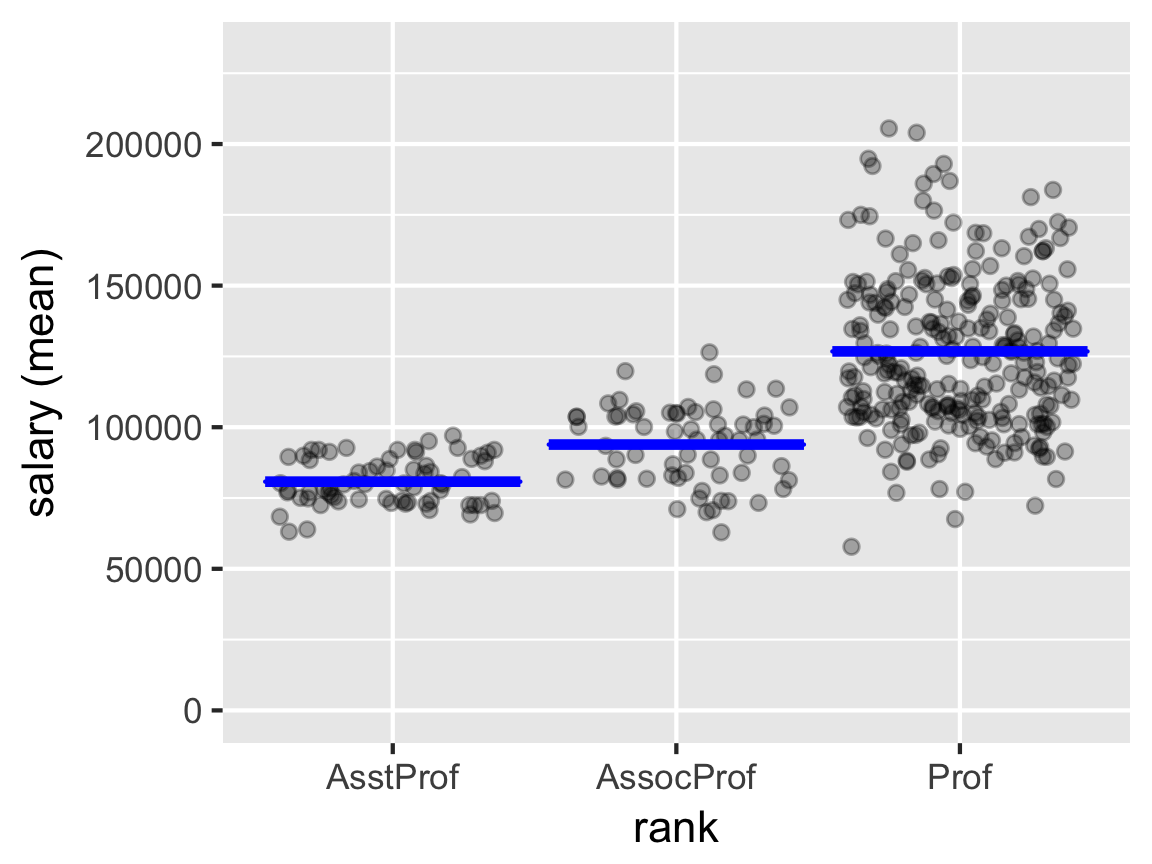 salary (mean)
200000
150000
100000
50000
0
AsstProf
AssocProf
Prof
rank